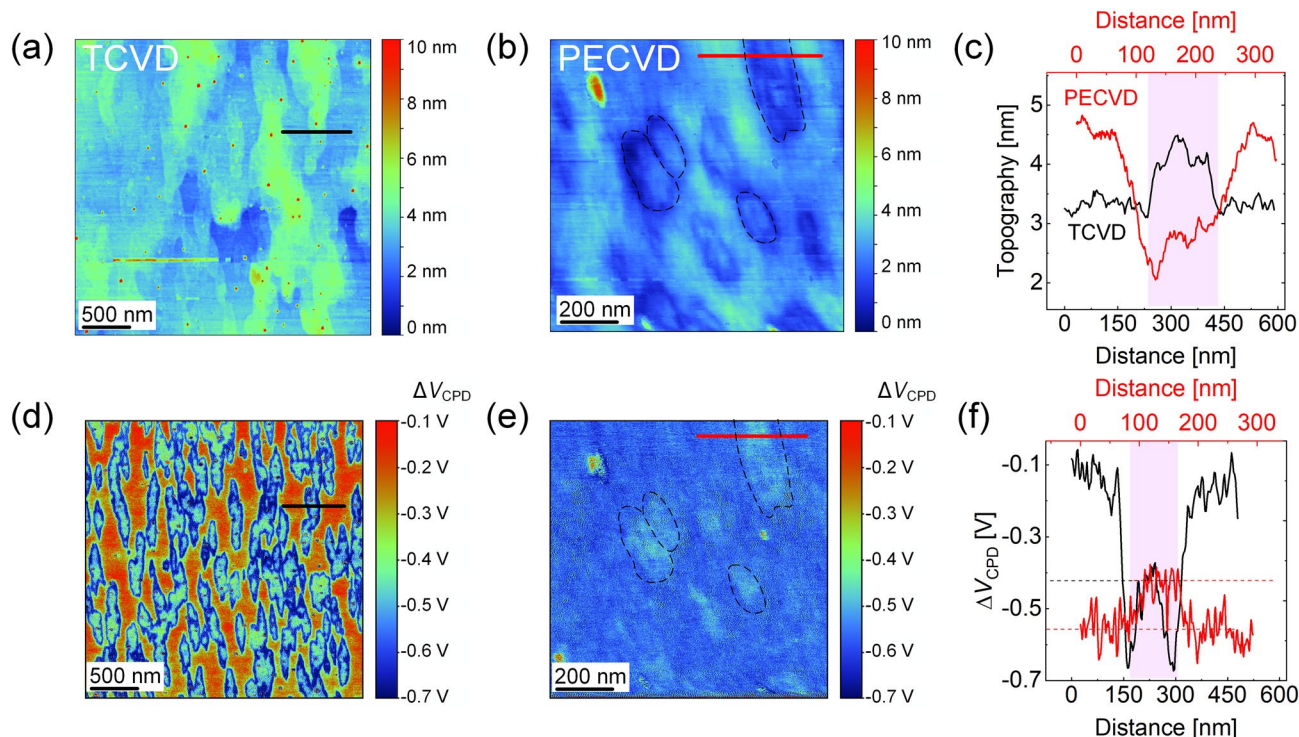 (a)
TCVD
500 nm
10 nm
8 nm
6 nm
4 nm
2 nm
0 nm
(b)
PECVD
200 nm
10 nm
8 nm
6 nm
4 nm
2 nm
0 nm
(c)
Distance [nm]
0 100 200 300
Topography [nm]
5
4
3
2
PECVD
TCVD
0 150 300 450 600
Distance [nm]
(d)
500 nm
ΔVCPD
-0.1 V
-0.2 V
-0.3 V
-0.4 V
-0.5 V
-0.6 V
-0.7 V
(e)
200 nm
ΔVCPD
-0.1 V
-0.2 V
-0.3 V
-0.4 V
-0.5 V
-0.6 V
-0.7 V
(f)
Distance [nm]
0 100 200 300
ΔVCPD [V]
-0.1
-0.3
-0.5
-0.7
0 150 300 450 600
Distance [nm]